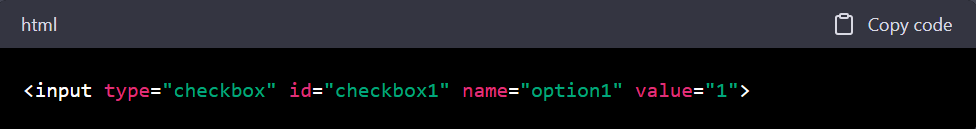 html
Copy code
<input type="checkbox" id="checkbox1" name="option1" value="1">